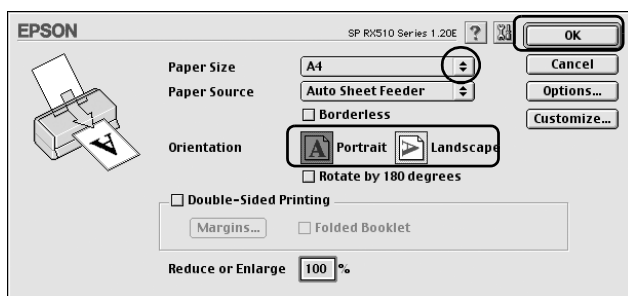 EPSON
SP RX510 Series 1.20E
?
OK
Paper Size
A4
Cancel
Paper Source
Auto Sheet Feeder
Options...
Borderless
Customize...
Orientation
A Portrait A Landscape
Rotate by 180 degrees
Double-Sided Printing
Margins...
Folded Booklet
Reduce or Enlarge 100 %
A